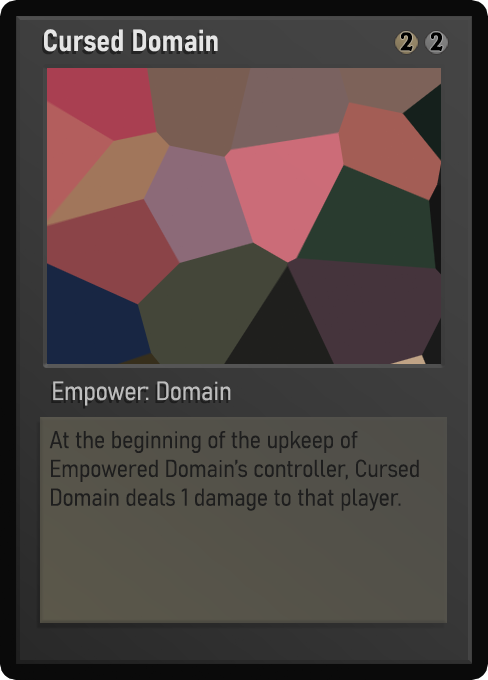 Cursed Domain 2 2
Empower: Domain
At the beginning of the upkeep of
Empowered Domain's controller, Cursed
Domain deals 1 damage to that player.